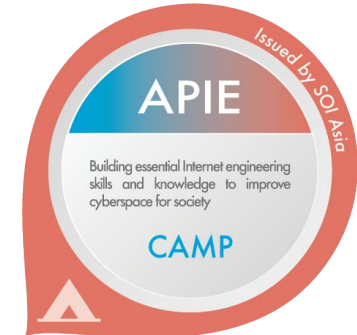 Issued by SOI Asia
APIE
Building essential Internet engineering
skills and knowledge to improve
cyberspace for society
CAMP